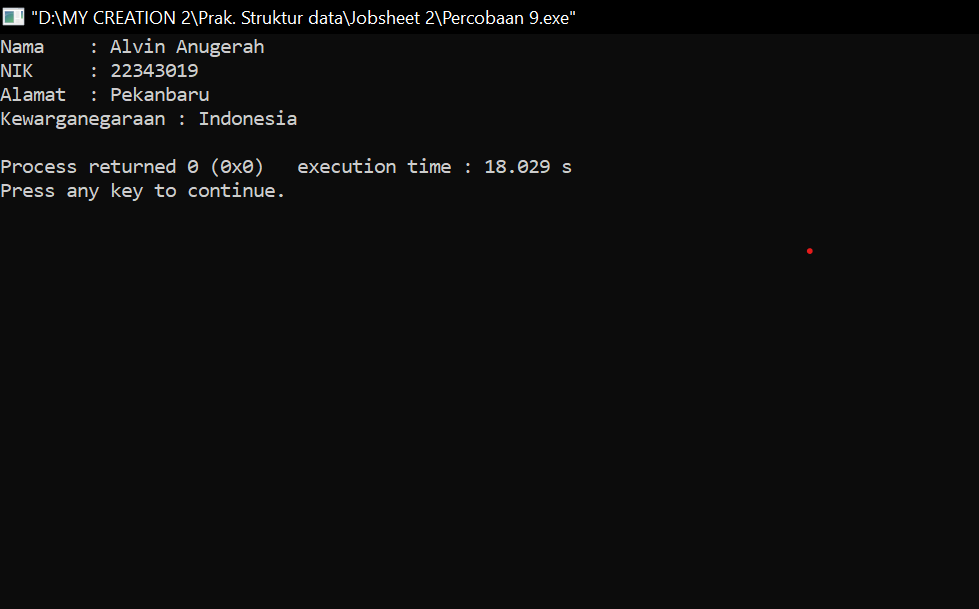 "D:\MY CREATION 2\Prak. Struktur data\Jobsheet 2\Percobaan 9.exe"
Nama    : Alvin Anugerah
NIK     : 22343019
Alamat  : Pekanbaru
Kewarganegaraan : Indonesia
Process returned 0 (0x0)   execution time : 18.029 s
Press any key to continue.